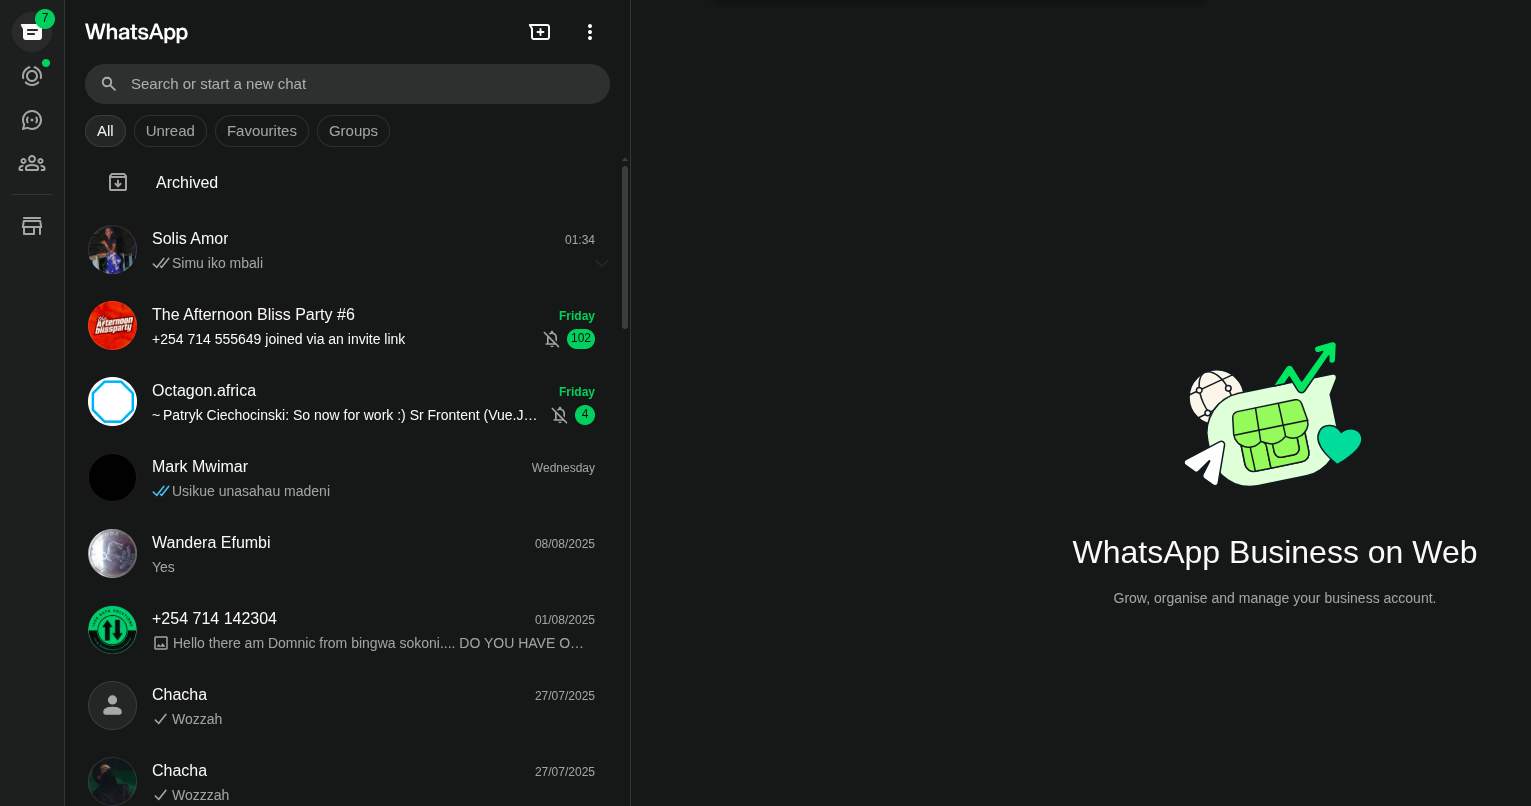 7
WhatsApp
Search or start a new chat
All
Unread
Favourites
Groups
Archived
Solis Amor
01:34
Simu iko mbali
The Afternoon Bliss Party #6
Friday
+254 714 555649 joined via an invite link
102
The Afternoon blissparty
Octagon.africa
Friday
~ Patryk Ciechocinski: So now for work :) Sr Frontent (Vue.J…
4
Mark Mwimar
Wednesday
Usikue unasahau madeni
Wandera Efumbi
08/08/2025
Yes
+254 714 142304
01/08/2025
Hello there am Domnic from bingwa sokoni.... DO YOU HAVE O…
Chacha
27/07/2025
Wozzah
Chacha
27/07/2025
Wozzzah
WhatsApp Business on Web
Grow, organise and manage your business account.